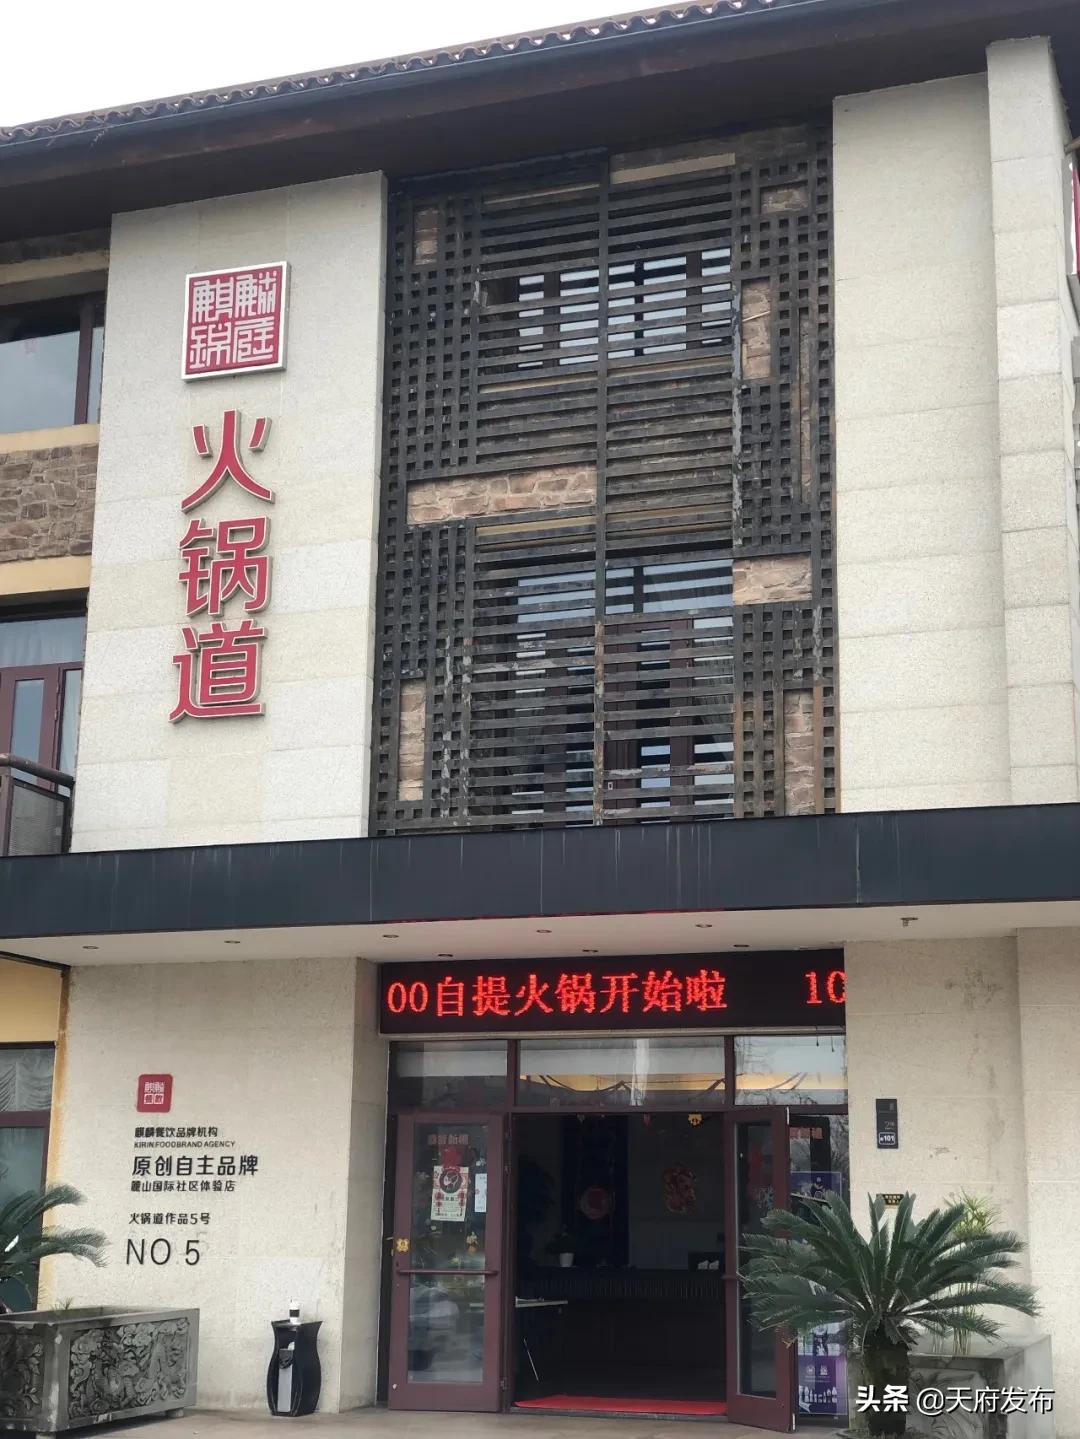 麒麟
錦庭
火锅道
00自提火锅开始啦 10
麒麟餐饮品牌机构
KIRIN FOOD BRAND AGENCY
原创自主品牌
麓山国际社区体验店
火锅道作品5号
NO.5
101
头条@天府发布